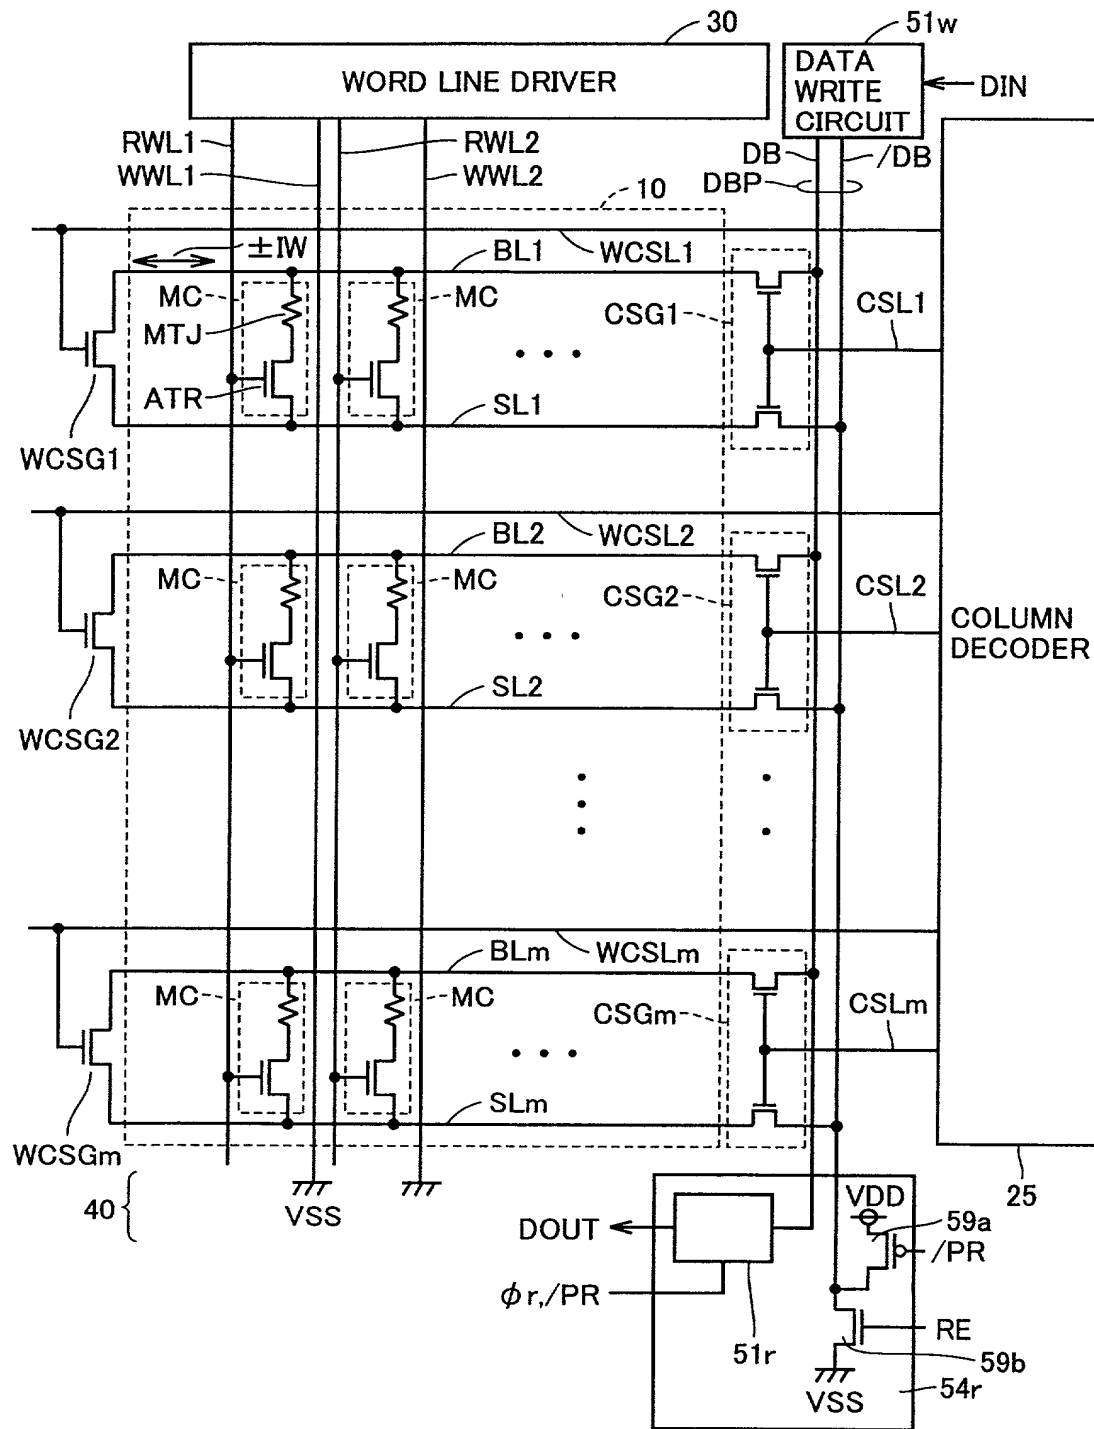 30
51w
WORD LINE DRIVER
DATA
WRITE
CIRCUIT
DIN
RWL1
WWL1
RWL2
WWL2
DB
/DB
DBP
10
±IW
BL1
WCSL1
MC
MC
MTJ
ATR
CSG1
CSL1
SL1
WCSG1
BL2
WCSL2
MC
MC
CSG2
CSL2
COLUMN
DECODER
SL2
WCSG2
BLm
WCSLm
MC
MC
CSGm
CSLm
SLm
WCSGm
40
VSS
25
VDD
59a
DOUT
/PR
φr,/PR
51r
RE
59b
VSS
54r